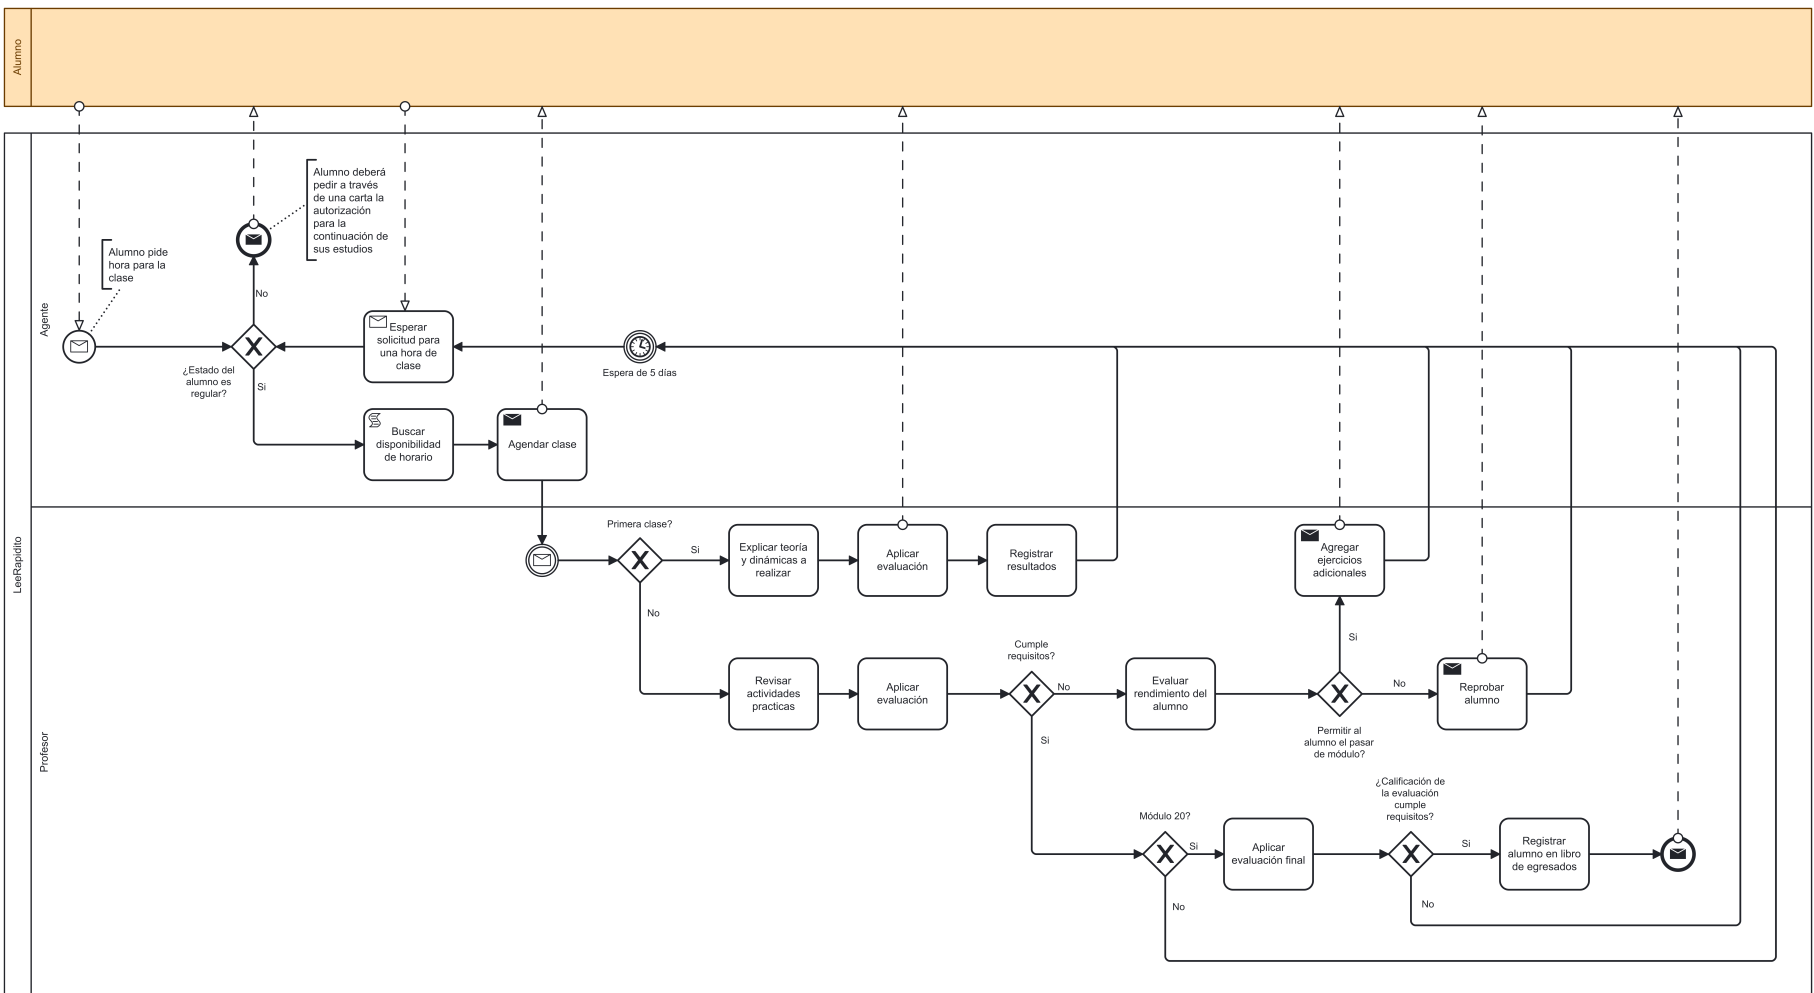 Alumno
LeeRapidito
Agente
Profesor
Alumno pide
hora para la
clase
Alumno deberá
pedir a través
de una carta la
autorización
para la
continuación de
sus estudios
No
¿Estado del
alumno es
regular?
Si
Esperar
solicitud para
una hora de
clase
Espera de 5 días
Buscar
disponibilidad
de horario
Agendar clase
Primera clase?
Si
No
Explicar teoría
y dinámicas a
realizar
Aplicar
evaluación
Registrar
resultados
Agregar
ejercicios
adicionales
Revisar
actividades
practicas
Aplicar
evaluación
Cumple
requisitos?
No
Si
Evaluar
rendimiento del
alumno
Si
No
Permitir al
alumno el pasar
de módulo?
Reprobar
alumno
Módulo 20?
Si
No
Aplicar
evaluación final
¿Calificación de
la evaluación
cumple
requisitos?
Si
No
Registrar
alumno en libro
de egresados